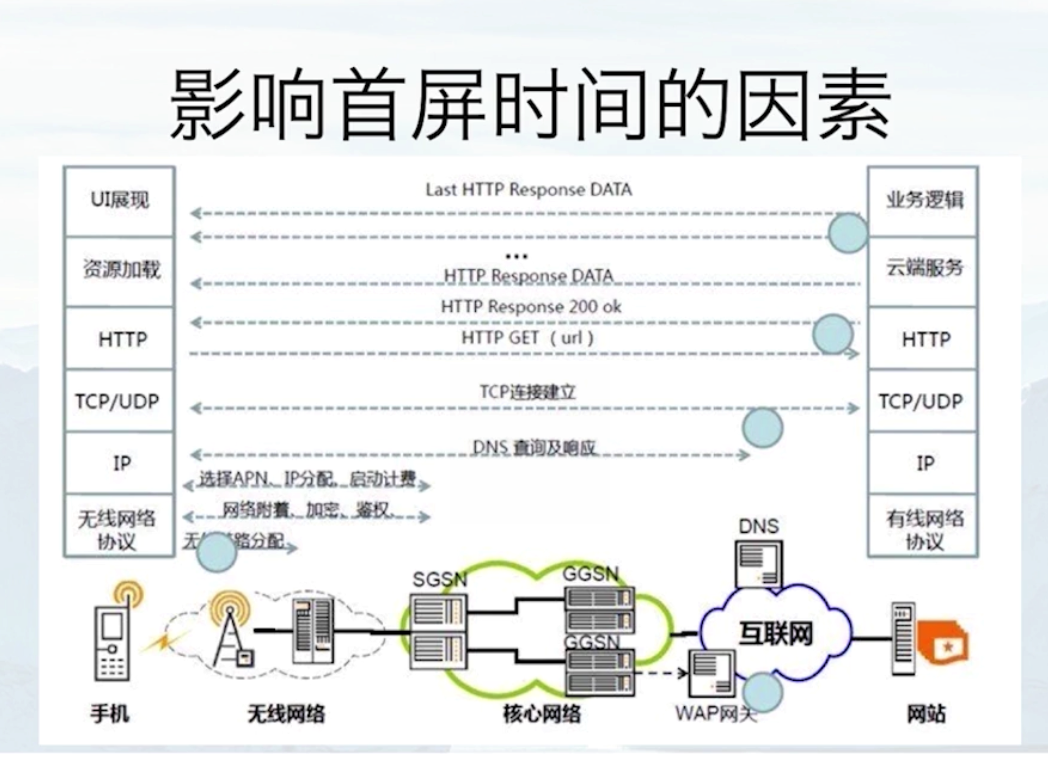 影响首屏时间的因素
UI展现
资源加载
HTTP
TCP/UDP
IP
无线网络
协议
Last HTTP Response DATA
...
HTTP Response DATA
HTTP Response 200 ok
HTTP GET （url）
TCP连接建立
DNS 查询及响应
选择APN、IP分配、启动计费
网络附着、加密、鉴权、
无 路分配
业务逻辑
云端服务
HTTP
TCP/UDP
IP
有线网络
协议
DNS
SGSN
GGSN
GGSN
互联网
手机
无线网络
核心网络
WAP网关
网站